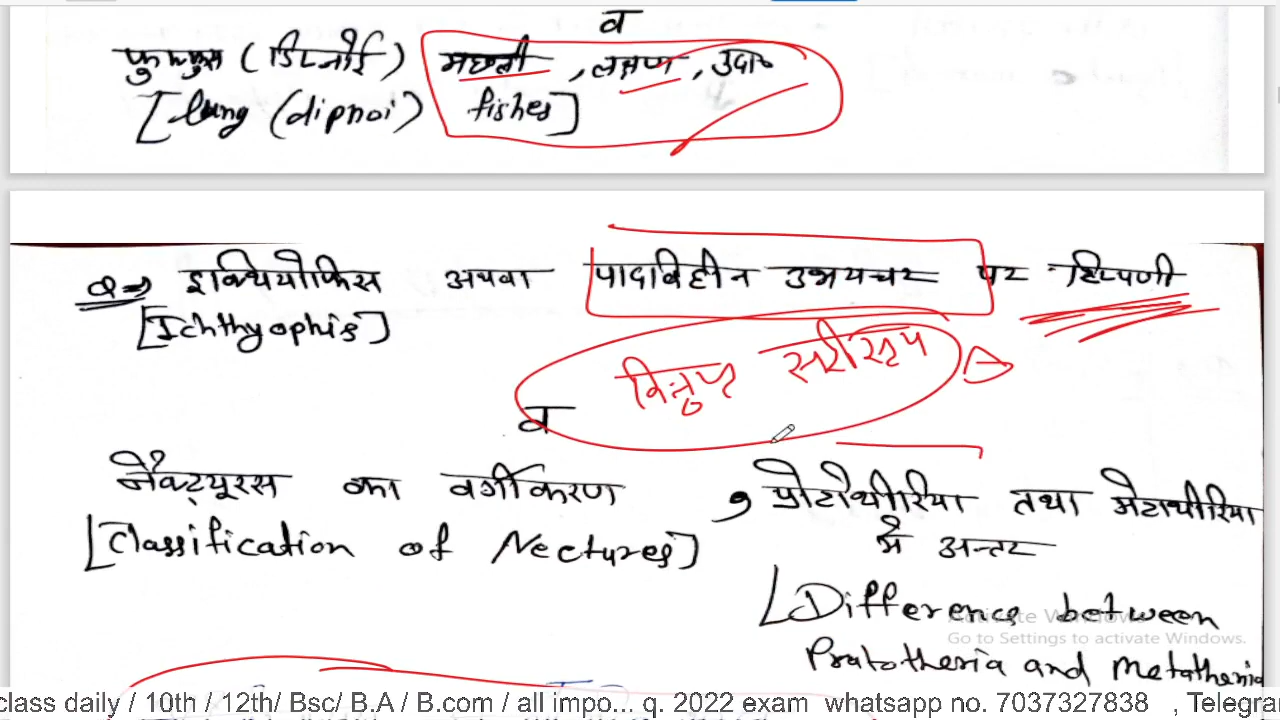 व
फुफ्फुस (डिप्नोई) मछली , लक्षण , उदा०
[lung (dipnoi) fishes]
Q⇒ इक्थियोफिस अथवा पादविहीन उभयचर पर टिप्पणी
[Ichthyophis]
विलुप्त सरीसृप
व
नैक्ट्यूरस का वर्गीकरण , प्रोटोथीरिया तथा मेटाथीरिया
में अन्तर
[Classification of Nectures]
[Difference between
Prototheria and Metatheria
Activate Windows
Go to Settings to activate Windows.
class daily / 10th / 12th/ Bsc/ B.A / B.com / all impo... q. 2022 exam whatsapp no. 7037327838 , Telegra